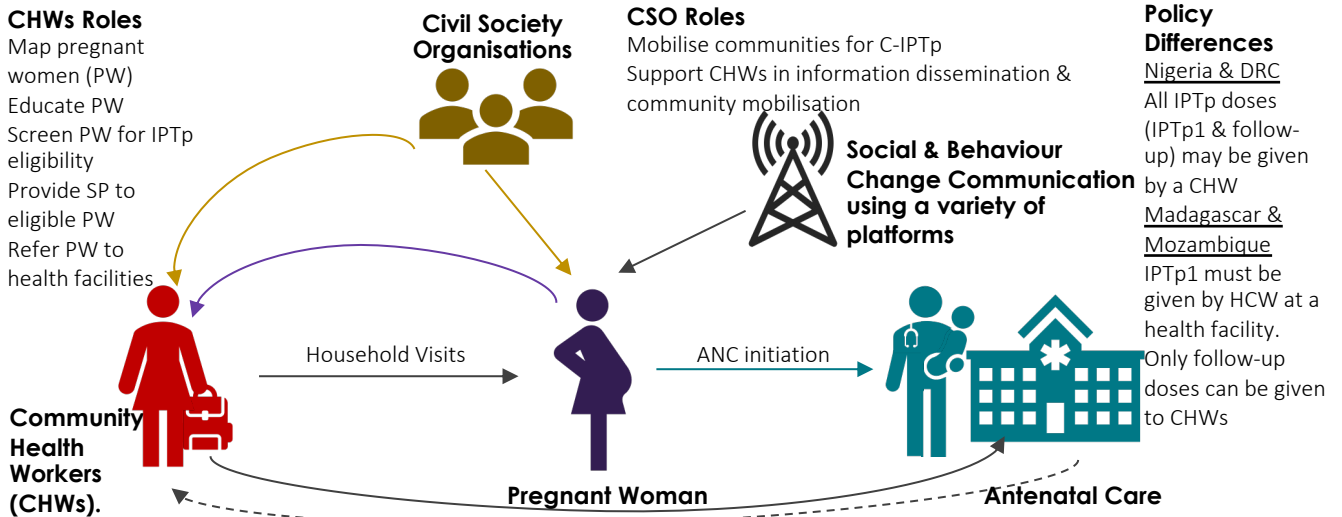 CHWs Roles
Map pregnant
women (PW)
Educate PW
Screen PW for IPTp
eligibility
Provide SP to
eligible PW
Refer PW to
health facilities
Civil Society
Organisations
CSO Roles
Mobilise communities for C-IPTp
Support CHWs in information dissemination &
community mobilisation
Social & Behaviour
Change Communication
using a variety of
platforms
Policy
Differences
Nigeria & DRC
All IPTp doses
(IPTp1 & follow-
up) may be given
by a CHW
Madagascar &
Mozambique
IPTp1 must be
given by HCW at a
health facility.
Only follow-up
doses can be given
to CHWs
Household Visits
ANC initiation
Community
Health
Workers
(CHWs).
Pregnant Woman
Antenatal Care